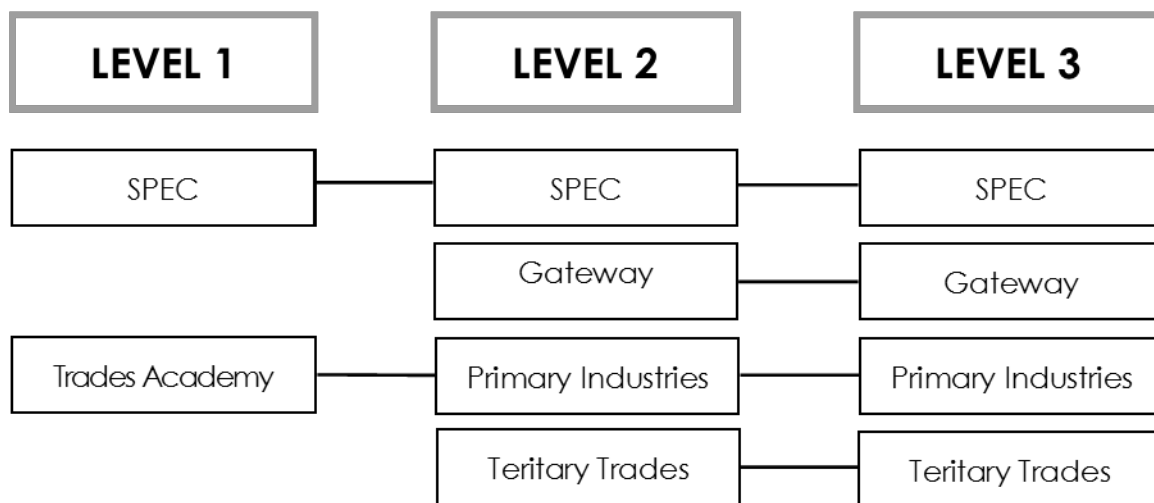 LEVEL 1 LEVEL 2 LEVEL 3
SPEC SPEC SPEC
Gateway Gateway
Trades Academy Primary Industries Primary Industries
Teritary Trades Teritary Trades